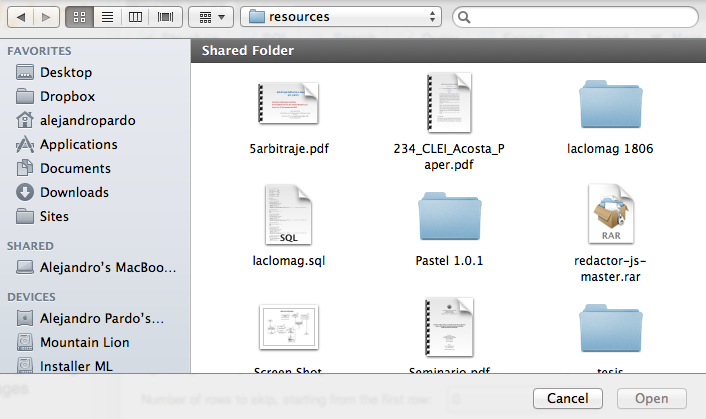 resources
FAVORITES
Desktop
Dropbox
alejandropardo
Applications
Documents
Downloads
Sites
SHARED
Alejandro's MacBoo...
DEVICES
Alejandro Pardo's...
Mountain Lion
Installer ML
Shared Folder
5arbitraje.pdf
234_CLEI_Acosta_P
aper.pdf
laclomag 1806
SQL
laclomag.sql
Pastel 1.0.1
RAR
redactor-js-
master.rar
Screen Shot
Seminario.pdf
tesis
Number of rows to skip, starting from the first row:
Cancel
Open